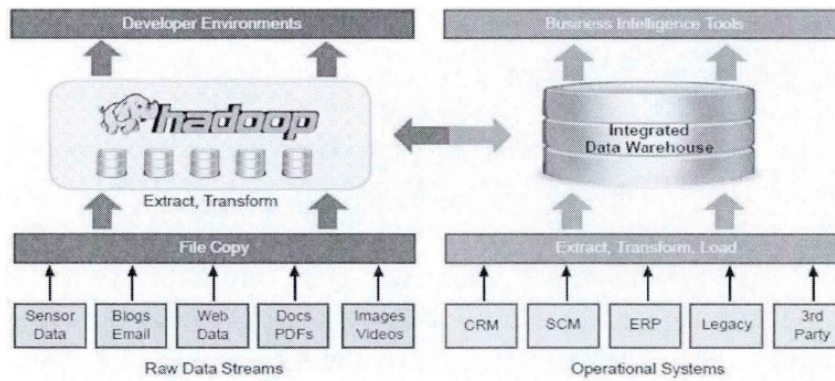 Developer Environments
Business Intelligence Tools
hadoop
Integrated
Data Warehouse
Extract, Transform
File Copy
Extract, Transform, Load
Sensor
Data
Blogs
Email
Web
Data
Docs
PDFs
Images
Videos
CRM
SCM
ERP
Legacy
3rd
Party
Raw Data Streams
Operational Systems